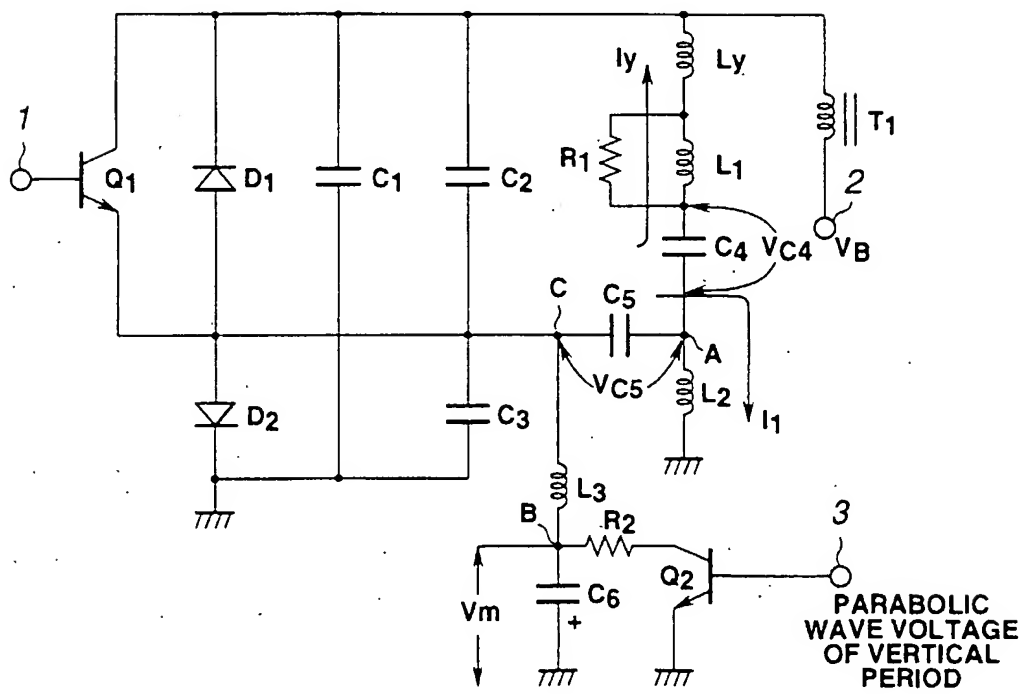 1
Q1
D1
C1
C2
Iy
Ly
R1
L1
T1
2
VB
C4
VC4
C
C5
A
VC5
L2
I1
D2
C3
L3
B
R2
3
Q2
Vm
C6
+
PARABOLIC
WAVE VOLTAGE
OF VERTICAL
PERIOD